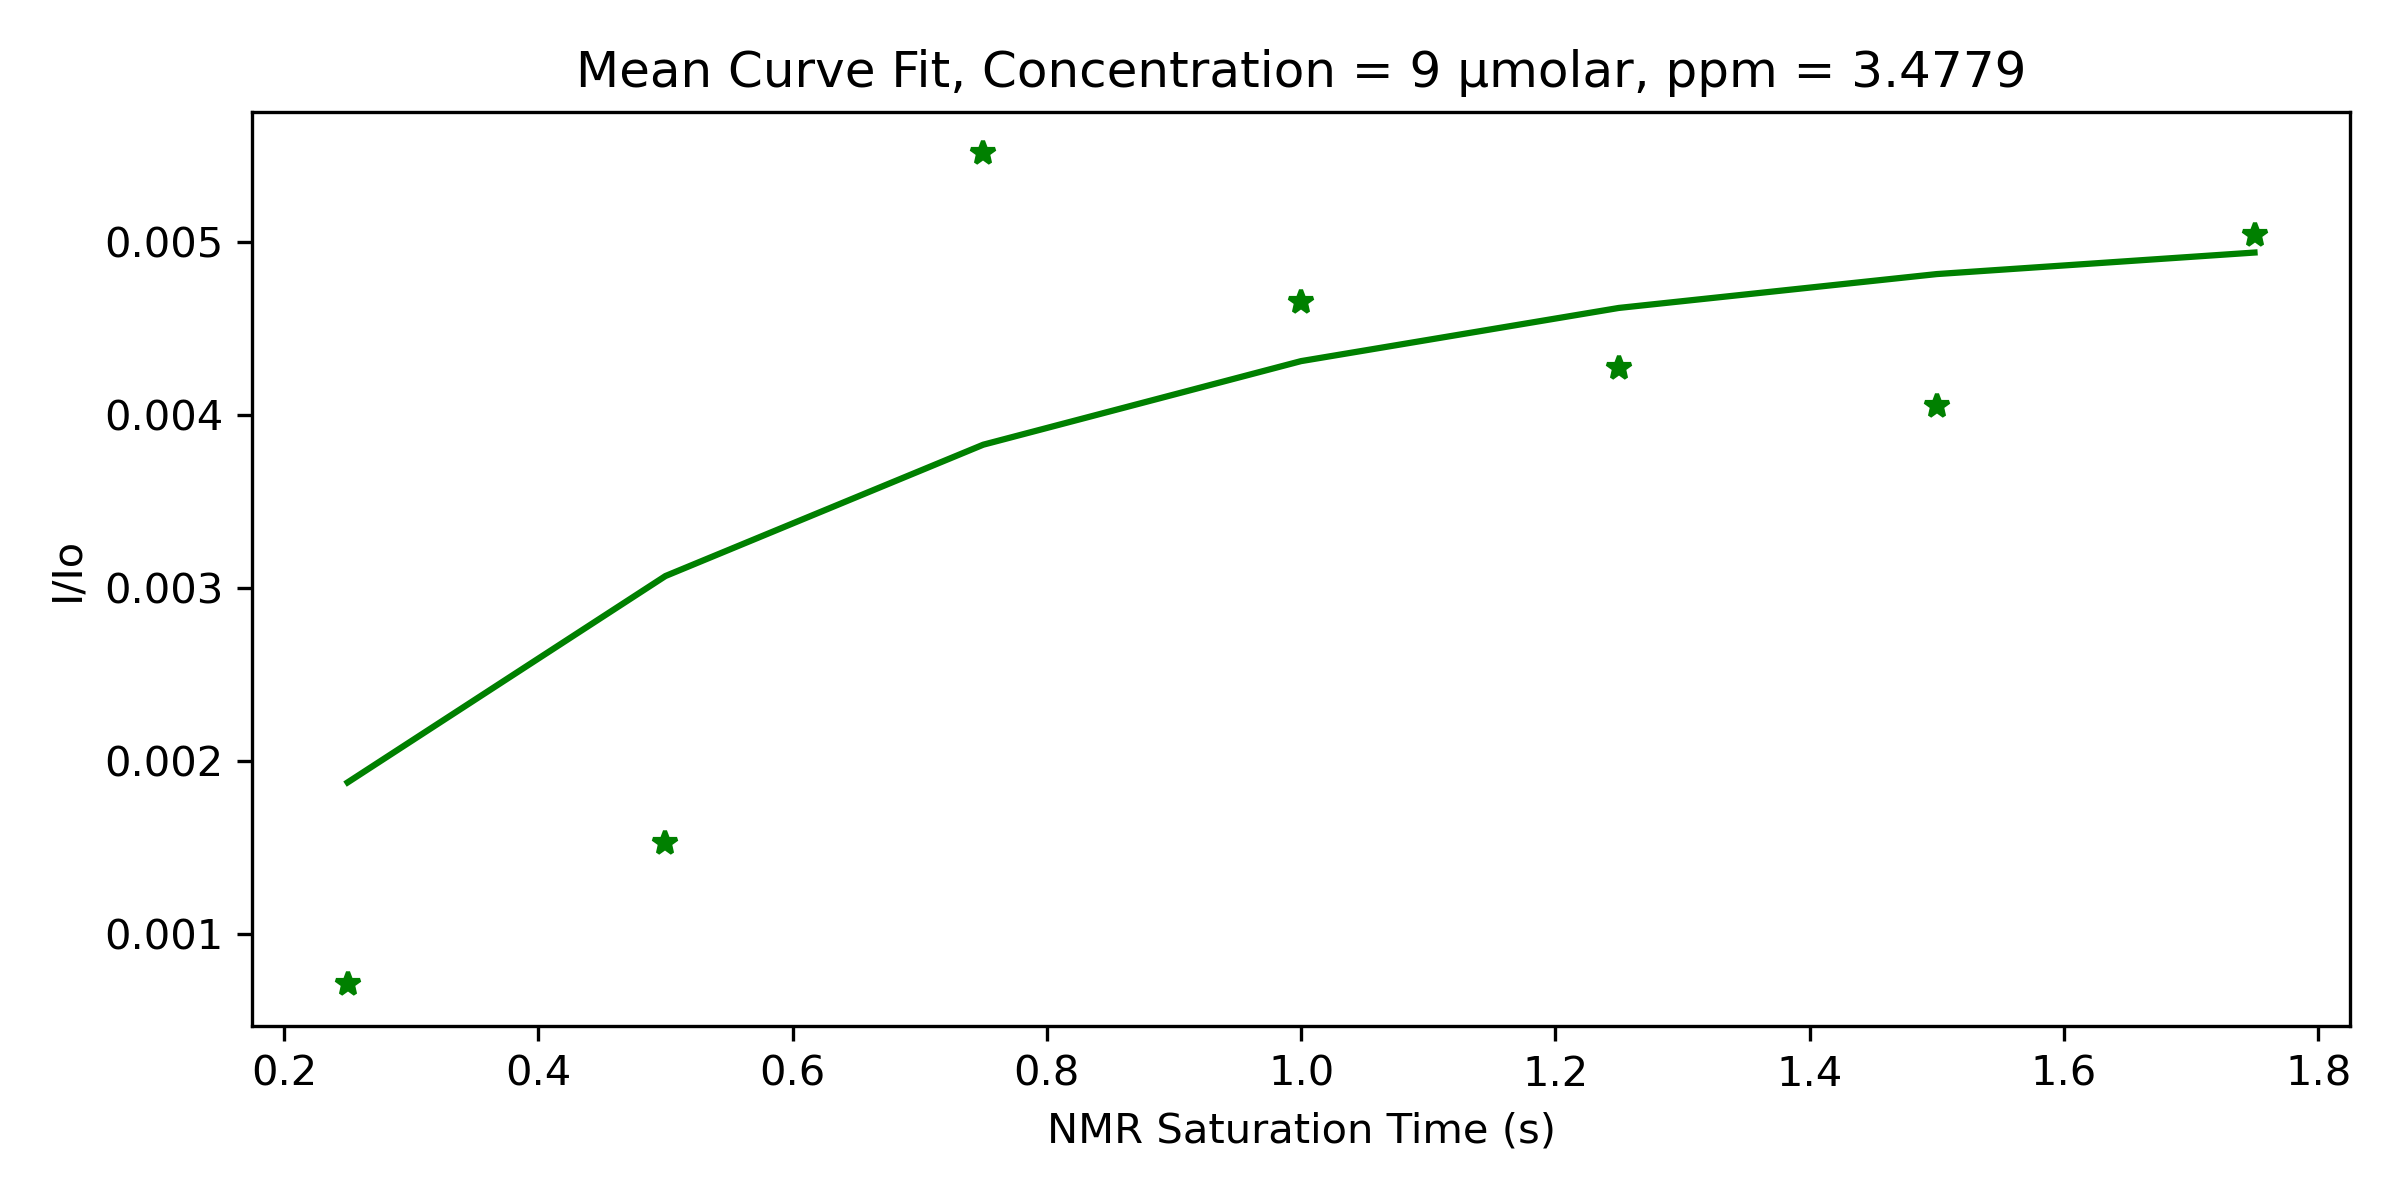 Mean Curve Fit, Concentration = 9 μmolar, ppm = 3.4779
0.005
0.004
0.003
0.002
0.001
I/Io
0.2 0.4 0.6 0.8 1.0 1.2 1.4 1.6 1.8
NMR Saturation Time (s)